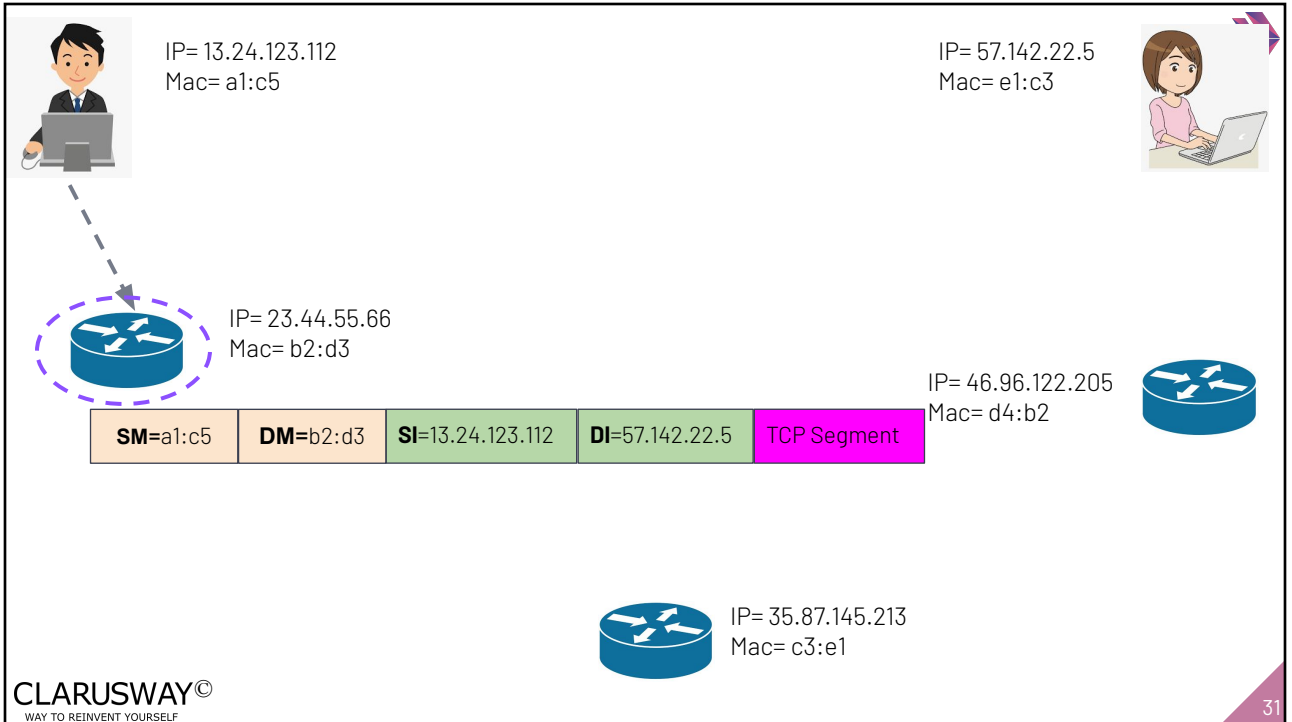 IP= 13.24.123.112
Mac= a1:c5
IP= 57.142.22.5
Mac= e1:c3
IP= 23.44.55.66
Mac= b2:d3
IP= 46.96.122.205
Mac= d4:b2
SM=a1:c5 DM=b2:d3 SI=13.24.123.112 DI=57.142.22.5 TCP Segment
IP= 35.87.145.213
Mac= c3:e1
CLARUSWAY©
WAY TO REINVENT YOURSELF
31